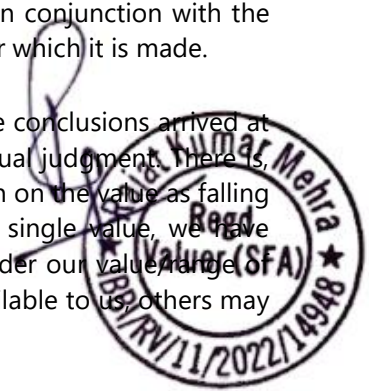 n conjunction with the
r which it is made.
e conclusions arrived at
ual judgment. There is,
n on the value as falling
single value, we have
der our value/range of
ilable to us, others may
Kumar Mehra
Regd
Valuer (SFA)
/RV/11/2022/14948